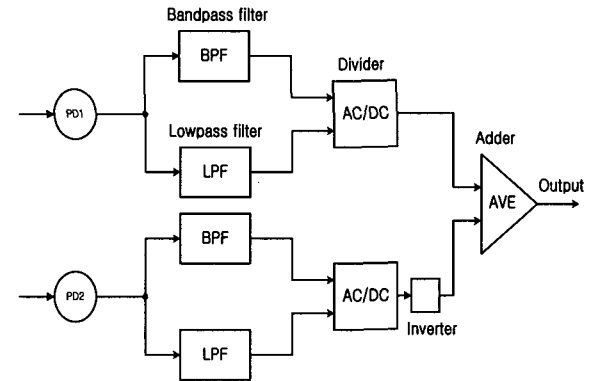 Bandpass filter
BPF
Divider
PD1
AC/DC
Lowpass filter
Adder
LPF
Output
AVE
BPF
PD2
AC/DC
Inverter
LPF